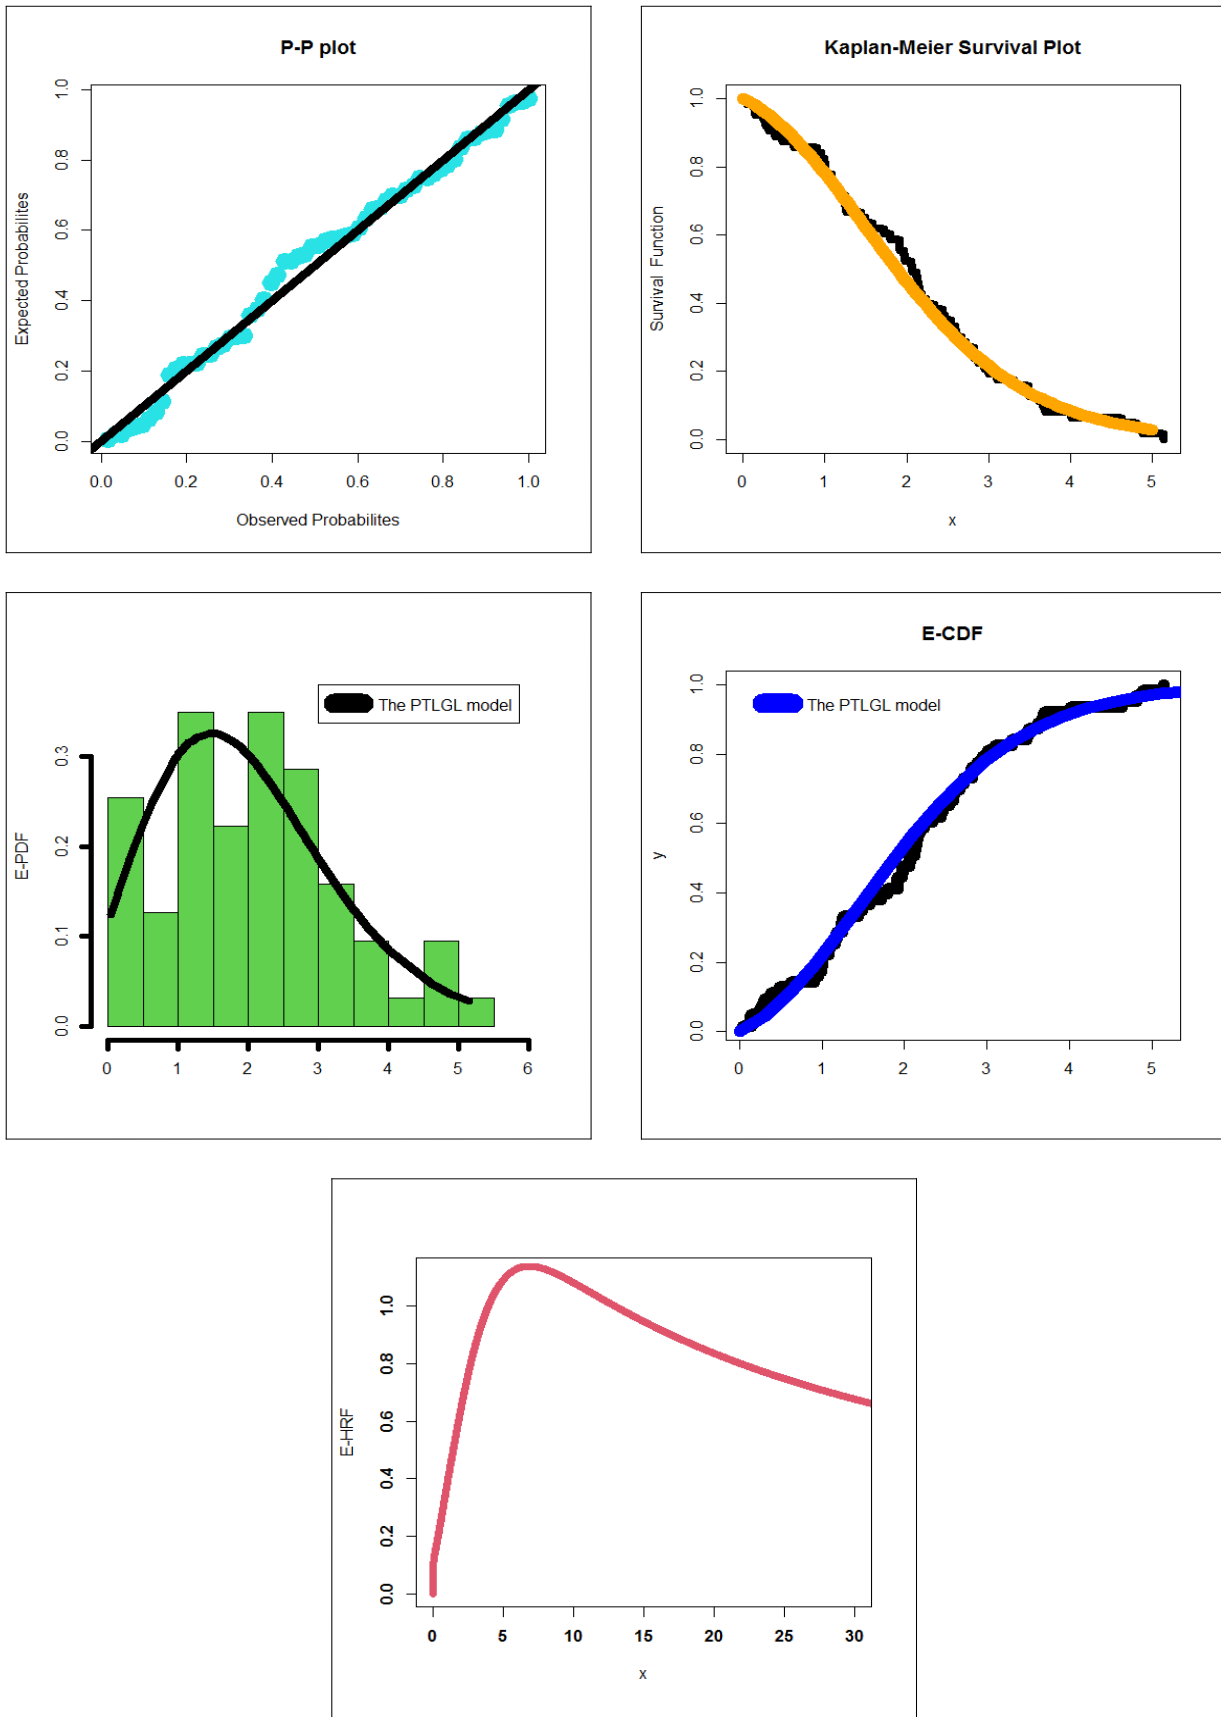 P-P plot
1.0
0.8
0.6
0.4
0.2
0.0
Expected Probabilites
0.0 0.2 0.4 0.6 0.8 1.0
Observed Probabilites
Kaplan-Meier Survival Plot
1.0
0.8
0.6
0.4
0.2
0.0
Survival Function
0 1 2 3 4 5
x
The PTLGL model
0.3
0.2
0.1
0.0
E-PDF
0 1 2 3 4 5 6
E-CDF
The PTLGL model
1.0
0.8
0.6
0.4
0.2
0.0
y
0 1 2 3 4 5
1.0
0.8
0.6
0.4
0.2
0.0
E-HRF
0 5 10 15 20 25 30
x